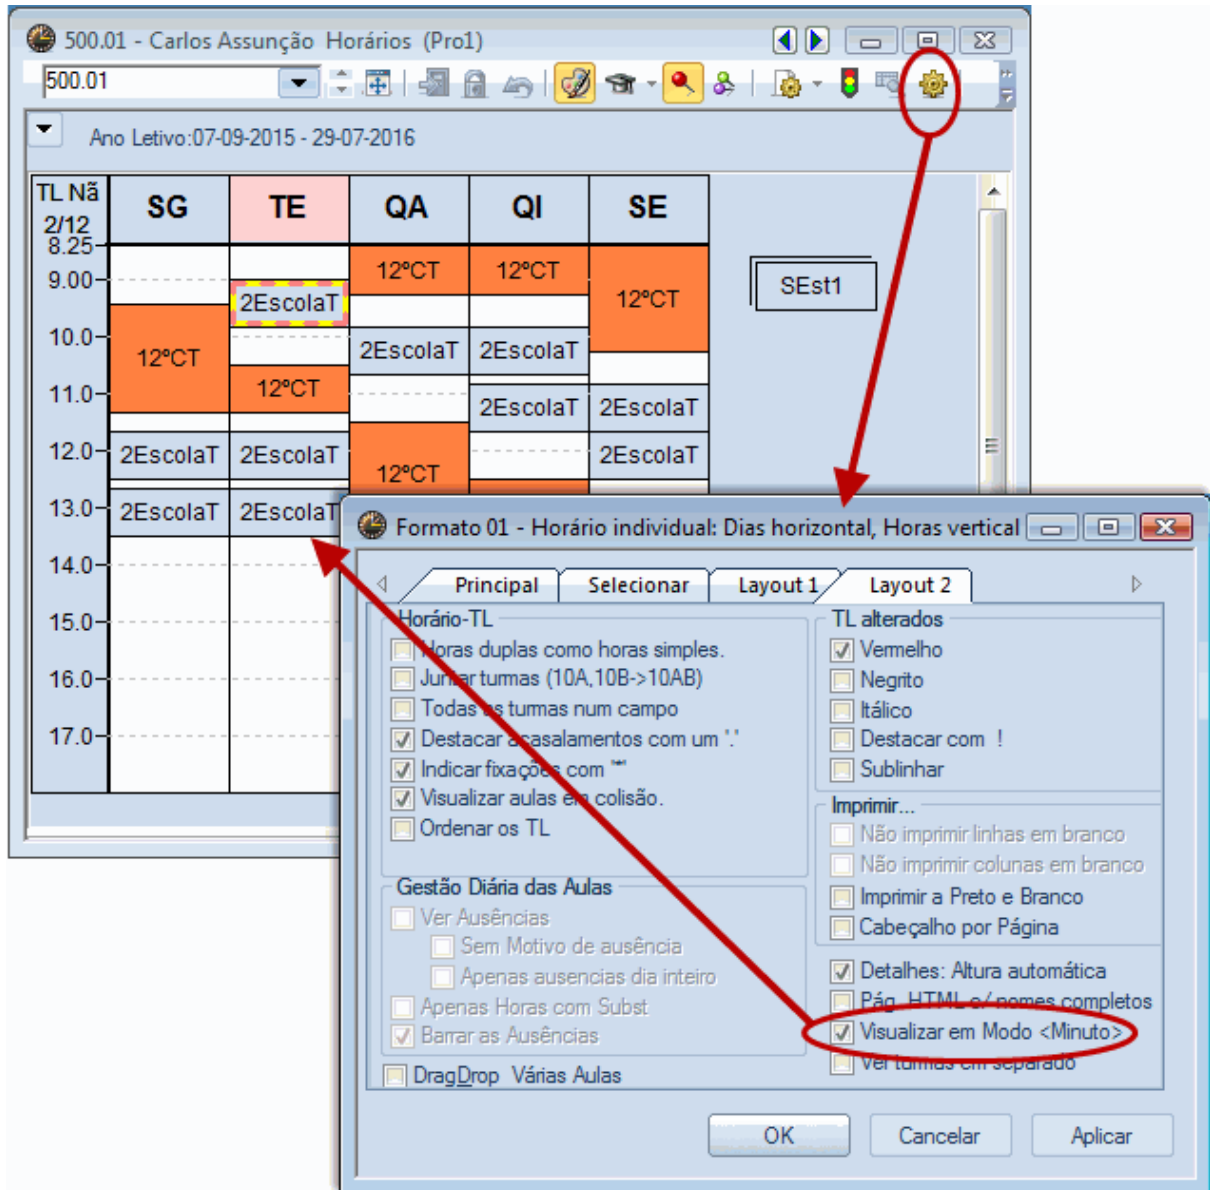 500.01 - Carlos Assunção Horários (Pro1)
500.01
Ano Letivo:07-09-2015 - 29-07-2016
TL Nã
2/12
SG TE QA QI SE
8.25
9.00
10.0
11.0
12.0
13.0
14.0
15.0
16.0
17.0
12ºCT 12ºCT
2EscolaT 12ºCT
12ºCT 2EscolaT 2EscolaT
12ºCT
2EscolaT 2EscolaT
2EscolaT 2EscolaT 2EscolaT
12ºCT
2EscolaT 2EscolaT
SEst1
Formato 01 - Horário individual: Dias horizontal, Horas vertical
Principal Selecionar Layout 1 Layout 2
Horário-TL
Horas duplas como horas simples.
Juntar turmas (10A,10B->10AB)
Todas as turmas num campo
Destacar acasalamentos com um '.'
Indicar fixações com '*'
Visualizar aulas em colisão.
Ordenar os TL
Gestão Diária das Aulas
Ver Ausências
Sem Motivo de ausência
Apenas ausencias dia inteiro
Apenas Horas com Subst
Barrar as Ausências
DragDrop Várias Aulas
TL alterados
Vermelho
Negrito
Itálico
Destacar com !
Sublinhar
Imprimir...
Não imprimir linhas em branco
Não imprimir colunas em branco
Imprimir a Preto e Branco
Cabeçalho por Página
Detalhes: Altura automática
Pág. HTML c/ nomes completos
Visualizar em Modo <Minuto>
Ver turmas em separado
OK Cancelar Aplicar